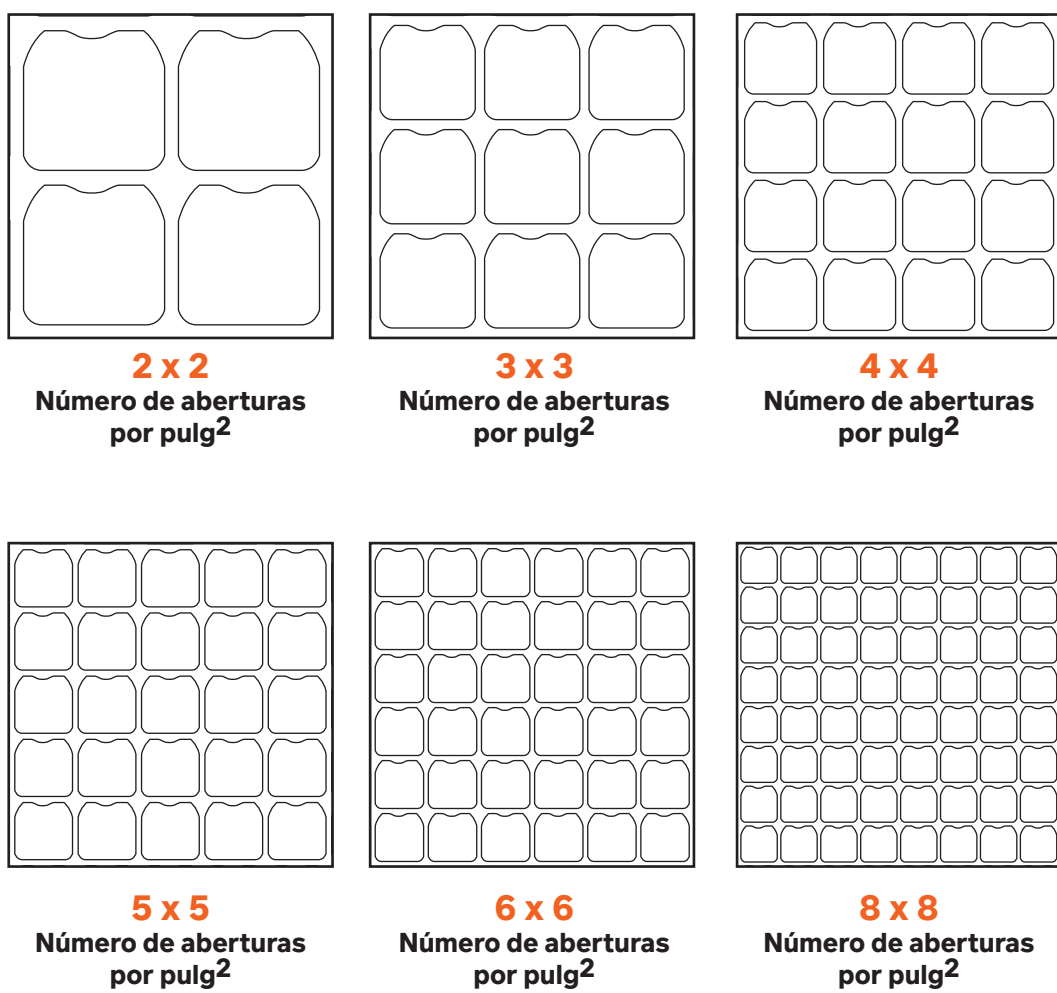 2 x 2
Número de aberturas
por pulg2
3 x 3
Número de aberturas
por pulg2
4 x 4
Número de aberturas
por pulg2
5 x 5
Número de aberturas
por pulg2
6 x 6
Número de aberturas
por pulg2
8 x 8
Número de aberturas
por pulg2